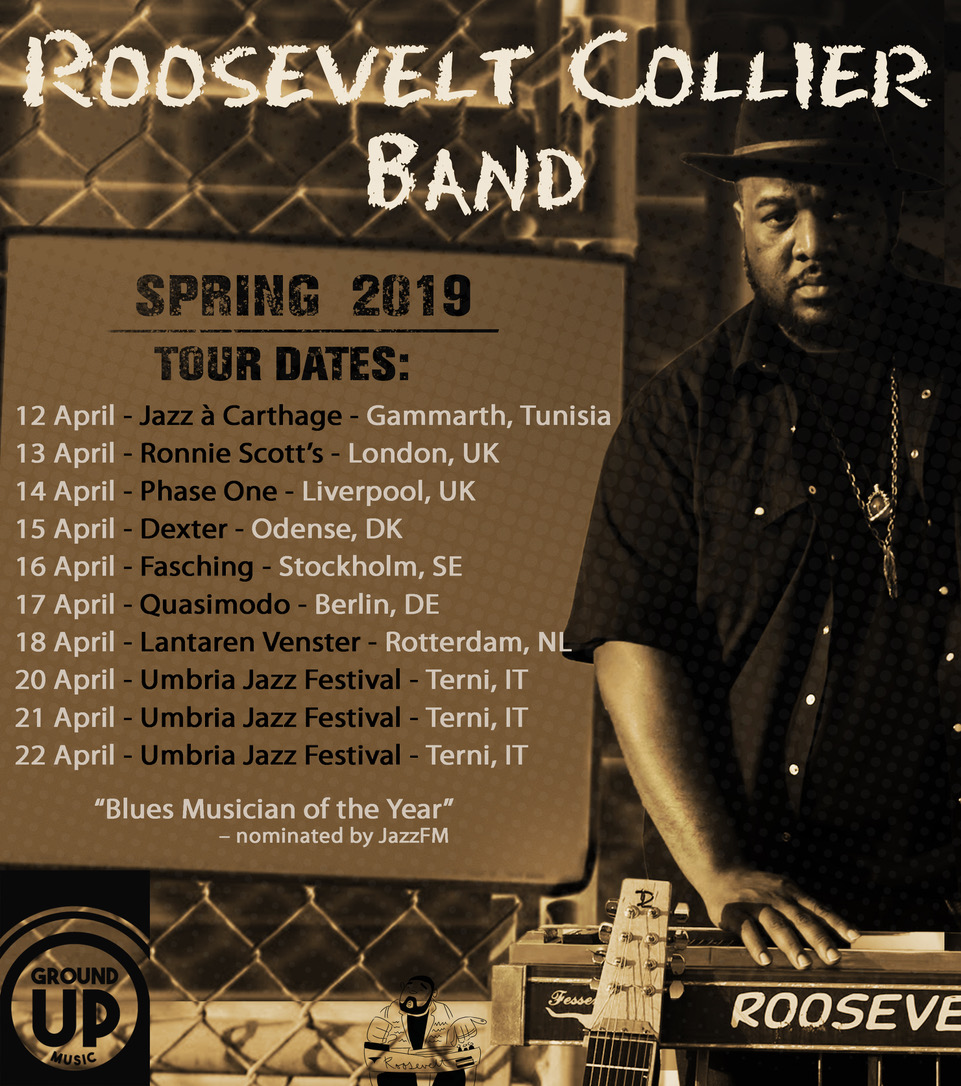 Roosevelt Collier
Band
SPRING 2019
TOUR DATES:
12 April - Jazz à Carthage - Gammarth, Tunisia
13 April - Ronnie Scott’s - London, UK
14 April - Phase One - Liverpool, UK
15 April - Dexter - Odense, DK
16 April - Fasching - Stockholm, SE
17 April - Quasimodo - Berlin, DE
18 April - Lantaren Venster - Rotterdam, NL
20 April - Umbria Jazz Festival - Terni, IT
21 April - Umbria Jazz Festival - Terni, IT
22 April - Umbria Jazz Festival - Terni, IT
“Blues Musician of the Year”
– nominated by JazzFM
GROUND
UP
MUSIC
Roosevelt
Fesse
ROOSEVE